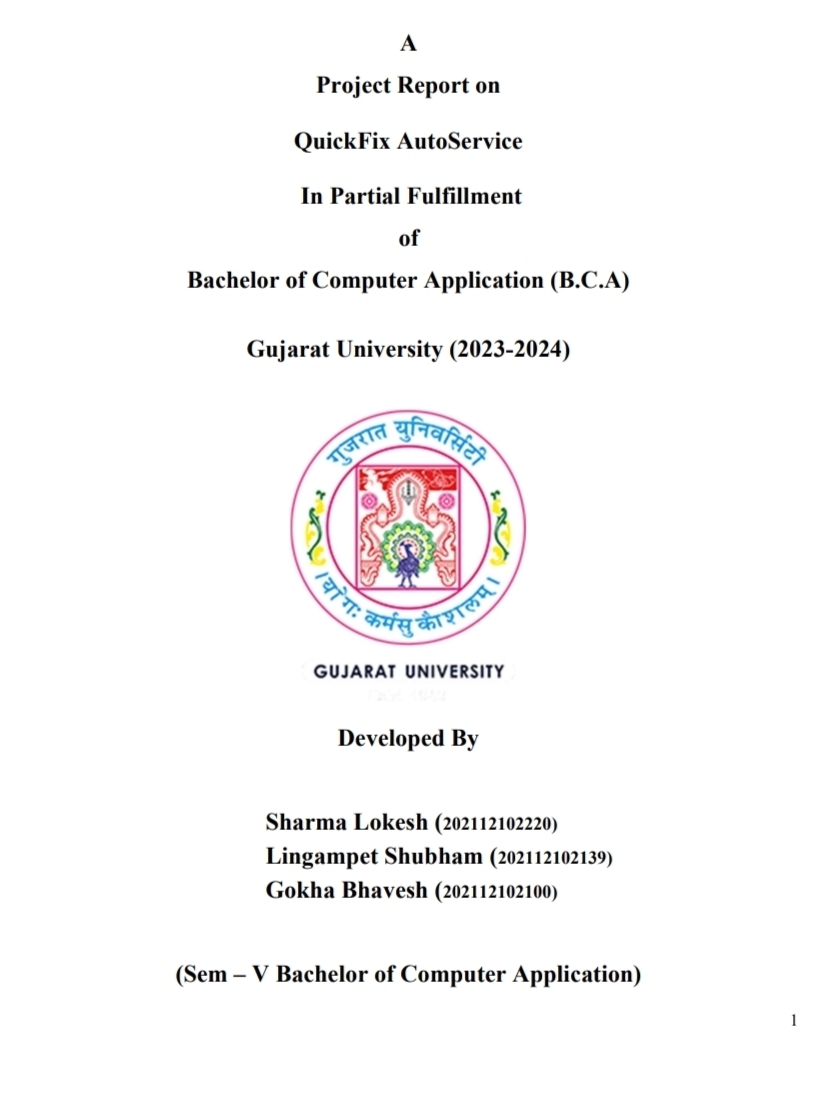 A
Project Report on
QuickFix AutoService
In Partial Fulfillment
of
Bachelor of Computer Application (B.C.A)
Gujarat University (2023-2024)
गुजरात युनिवर्सिटी
। योगः कर्मसु कौशलम् ।
GUJARAT UNIVERSITY
Developed By
Sharma Lokesh (202112102220)
Lingampet Shubham (202112102139)
Gokha Bhavesh (202112102100)
(Sem – V Bachelor of Computer Application)
1